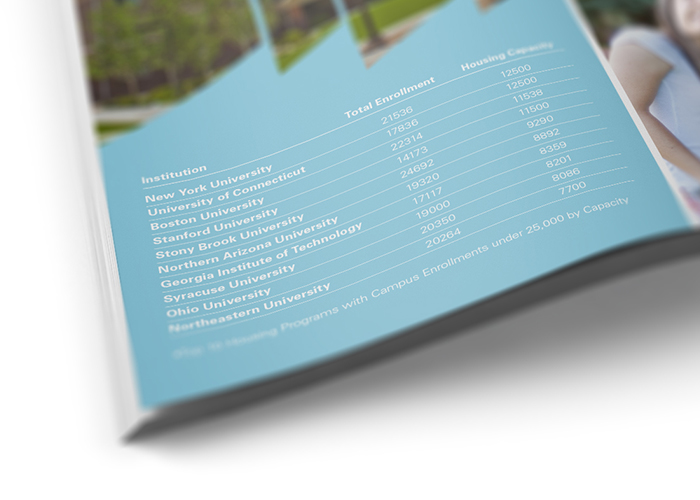 Institution Total Enrollment Housing Capacity
New York University 21536 12500
University of Connecticut 17836 12500
Boston University 22314 11538
Stanford University 14173 11500
Stony Brook University 24692 9290
Northern Arizona University 19320 8892
Georgia Institute of Technology 17117 8359
Syracuse University 19000 8201
Ohio University 20350 8086
Northeastern University 20264 7700
Top 10 Housing Programs with Campus Enrollments under 25,000 by Capacity